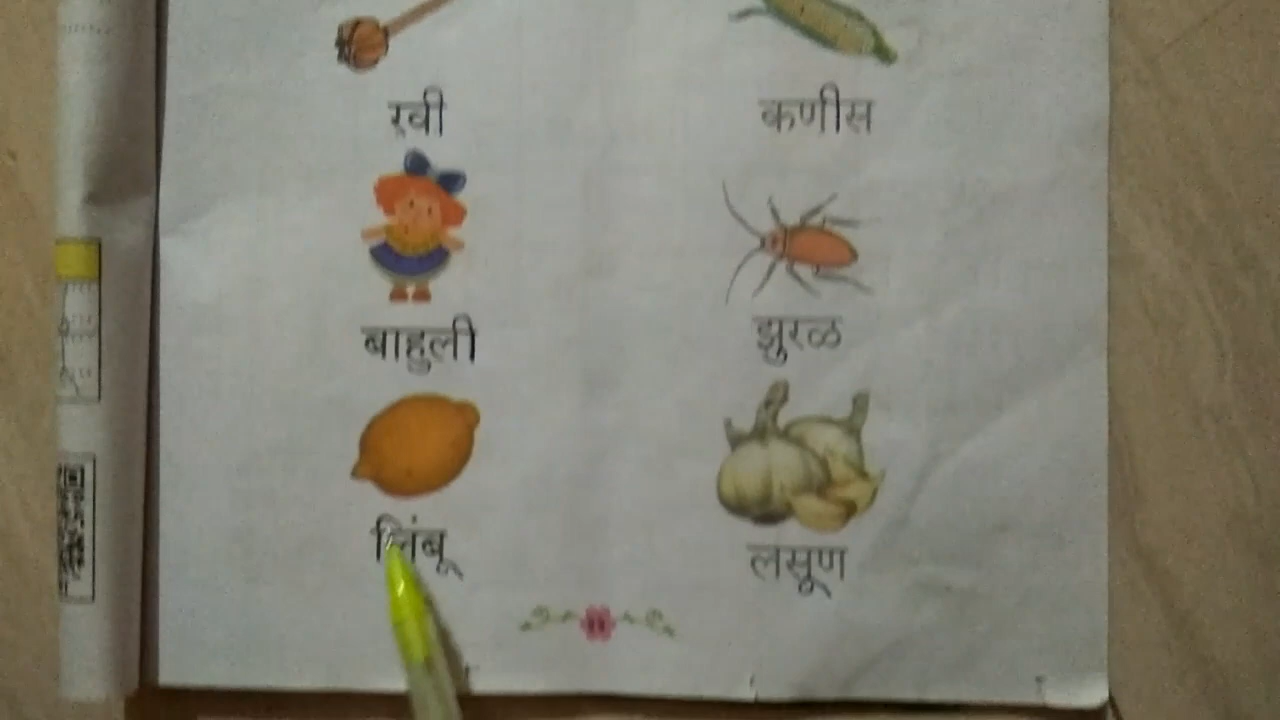 रवी
कणीस
बाहुली
झुरळ
लिंबू
लसूण